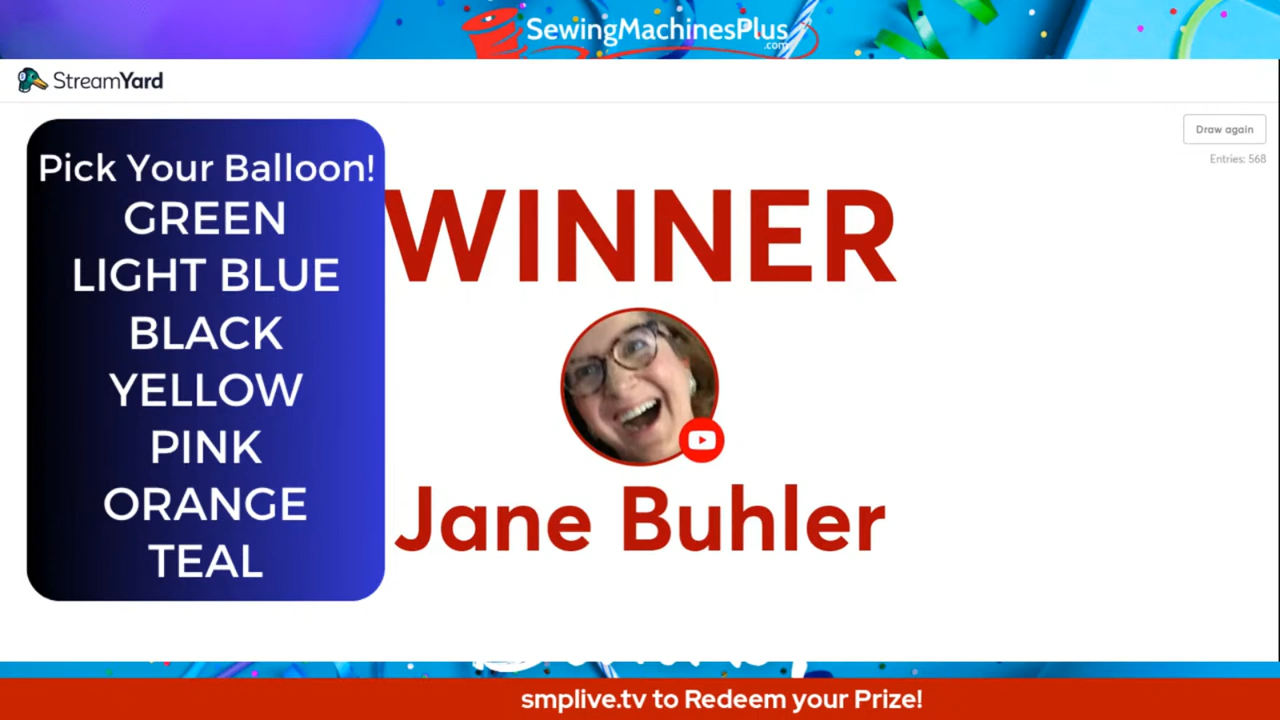 SewingMachinesPlus
.com
StreamYard
Draw again
Entries: 568
Pick Your Balloon!
GREEN
LIGHT BLUE
BLACK
YELLOW
PINK
ORANGE
TEAL
WINNER
Jane Buhler
smplive.tv to Redeem your Prize!